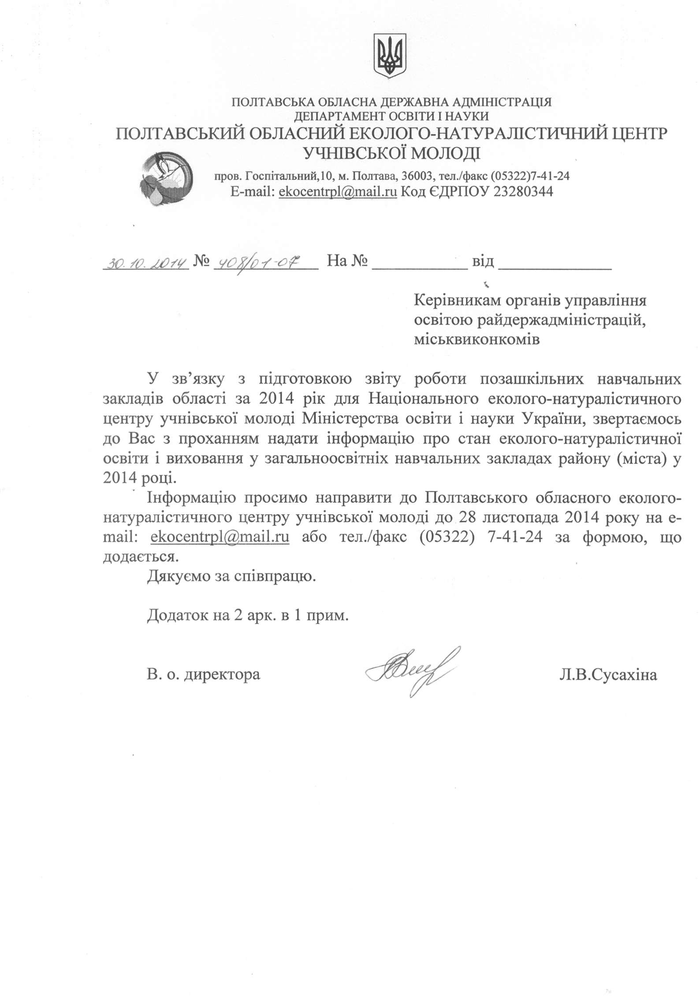 ПОЛТАВСЬКА ОБЛАСНА ДЕРЖАВНА АДМІНІСТРАЦІЯ
ДЕПАРТАМЕНТ ОСВІТИ І НАУКИ
ПОЛТАВСЬКИЙ ОБЛАСНИЙ ЕКОЛОГО-НАТУРАЛІСТИЧНИЙ ЦЕНТР
УЧНІВСЬКОЇ МОЛОДІ
пров. Госпітальний,10, м. Полтава, 36003, тел./факс (05322)7-41-24
E-mail: ekocentrpl@mail.ru Код ЄДРПОУ 23280344
30.10.2014 № 408/01-07 На № ___________ від _____________
Керівникам органів управління
освітою райдержадміністрацій,
міськвиконкомів
У зв’язку з підготовкою звіту роботи позашкільних навчальних
закладів області за 2014 рік для Національного еколого-натуралістичного
центру учнівської молоді Міністерства освіти і науки України, звертаємось
до Вас з проханням надати інформацію про стан еколого-натуралістичної
освіти і виховання у загальноосвітніх навчальних закладах району (міста) у
2014 році.
Інформацію просимо направити до Полтавського обласного еколого-
натуралістичного центру учнівської молоді до 28 листопада 2014 року на e-
mail: ekocentrpl@mail.ru або тел./факс (05322) 7-41-24 за формою, що
додається.
Дякуємо за співпрацю.
Додаток на 2 арк. в 1 прим.
В. о. директора Л.В.Сусахіна